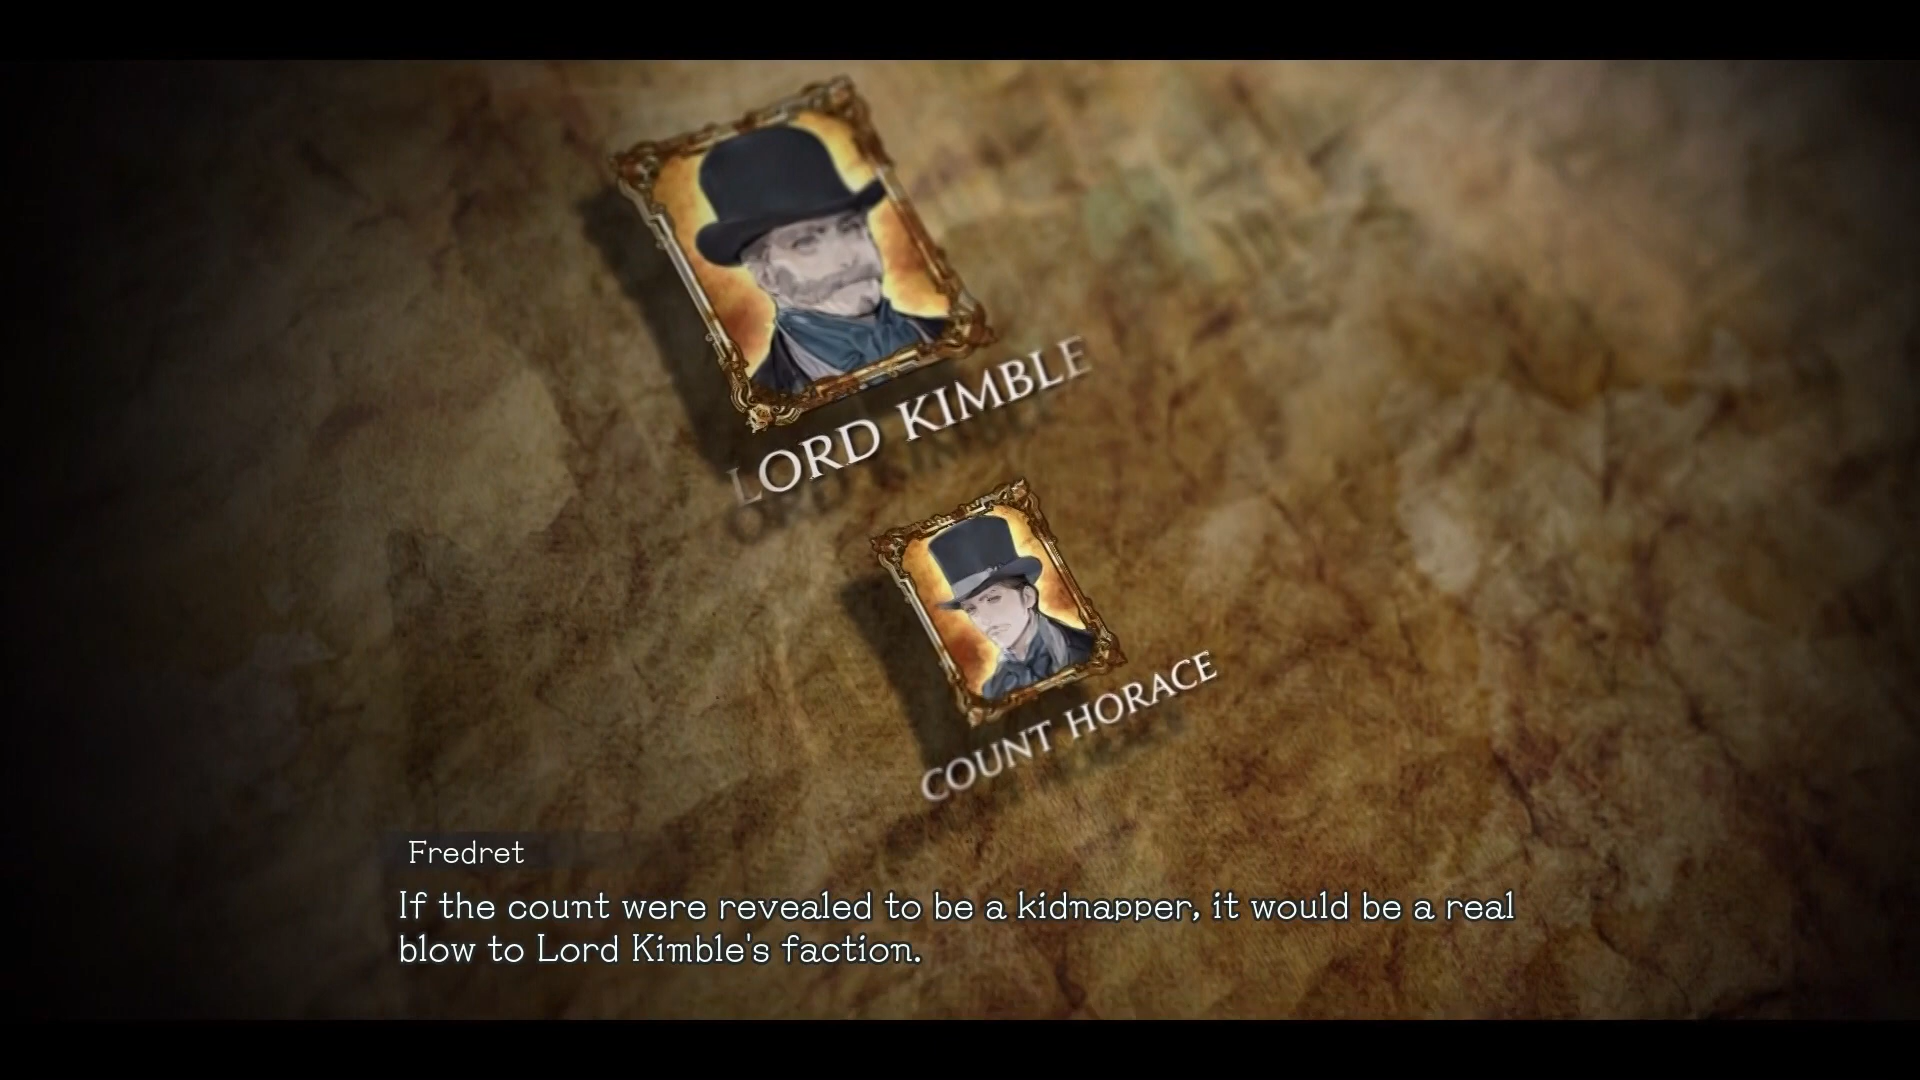 LORD KIMBLE
COUNT HORACE
Fredret
If the count were revealed to be a kidnapper, it would be a real
blow to Lord Kimble's faction.